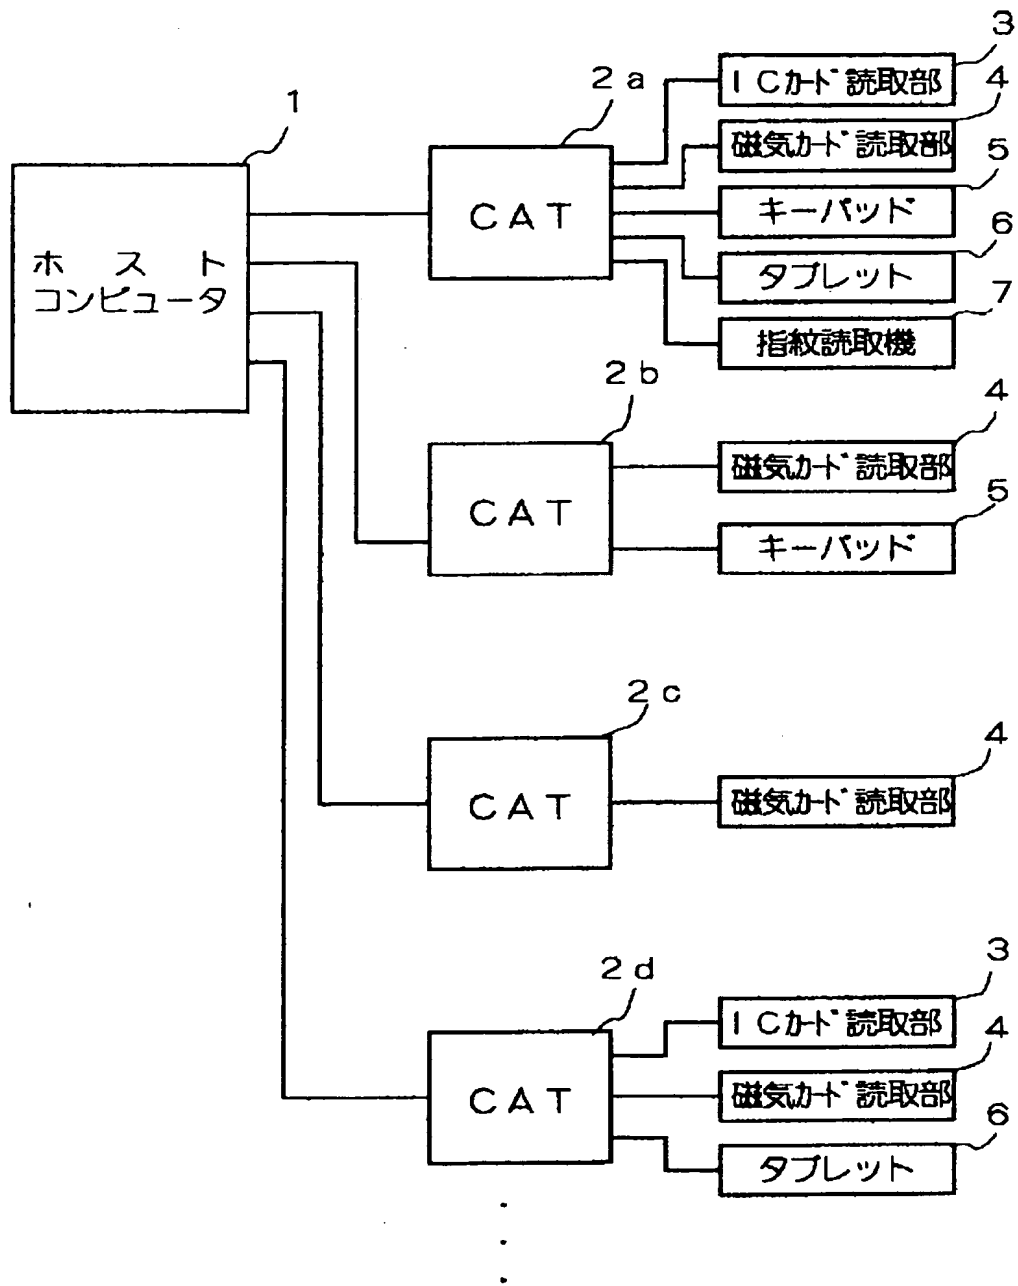 1
ホスト
コンピュータ
2a
CAT
3
ICカード読取部
4
磁気カード読取部
5
キーパッド
6
タブレット
7
指紋読取機
2b
CAT
4
磁気カード読取部
5
キーパッド
2c
CAT
4
磁気カード読取部
2d
CAT
3
ICカード読取部
4
磁気カード読取部
6
タブレット